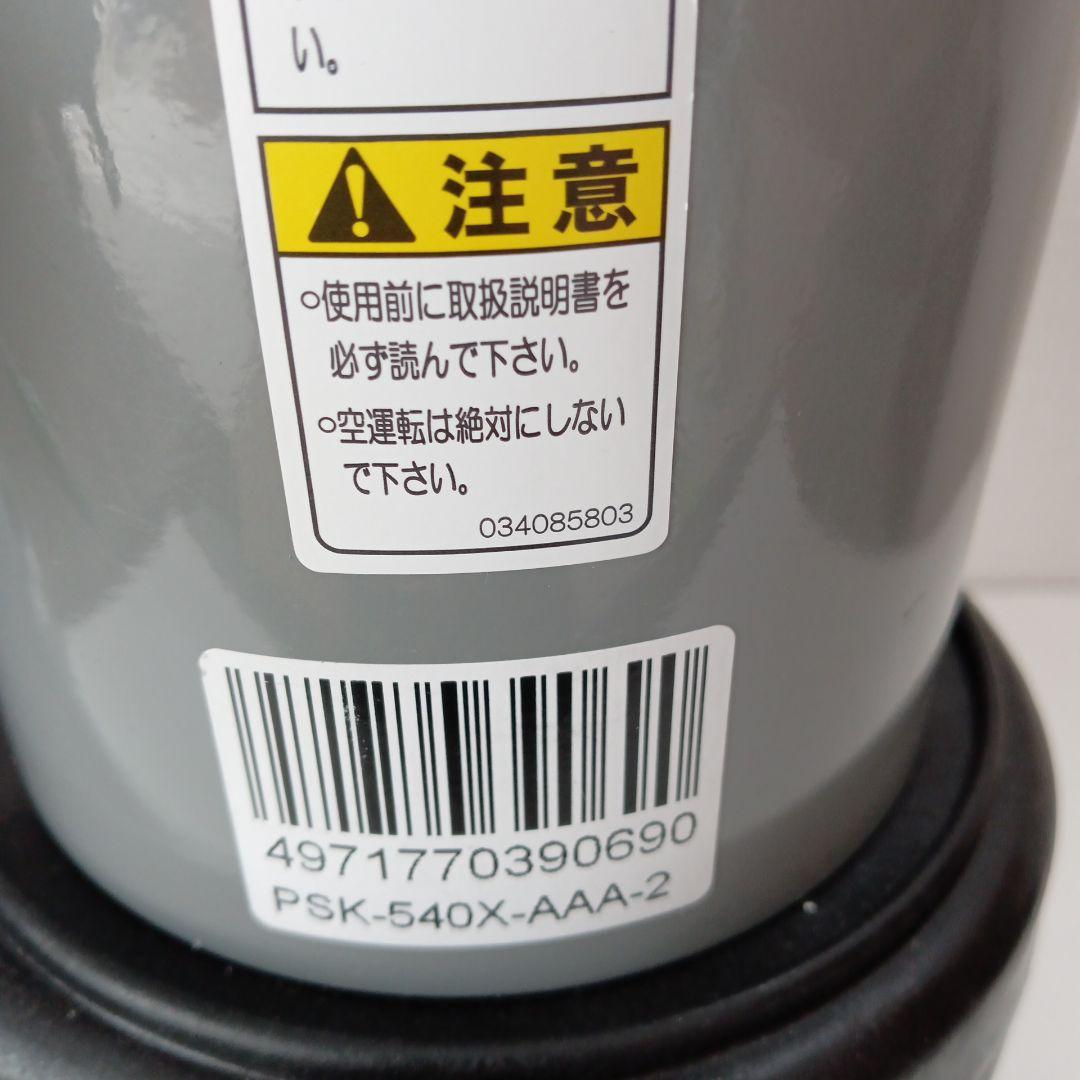 い。
注意
○使用前に取扱説明書を
必ず読んで下さい。
○空運転は絶対にしない
で下さい。
034085803
4971770390690
PSK-540X-AAA-2